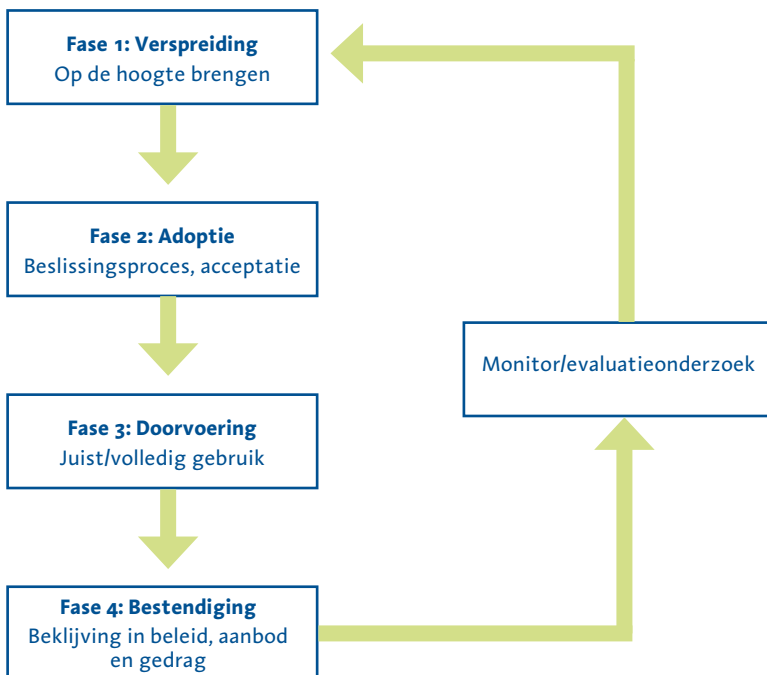 Fase 1: Verspreiding
Op de hoogte brengen
Fase 2: Adoptie
Beslissingsproces, acceptatie
Fase 3: Doorvoering
Juist/volledig gebruik
Fase 4: Bestendiging
Beklijving in beleid, aanbod
en gedrag
Monitor/evaluatieonderzoek